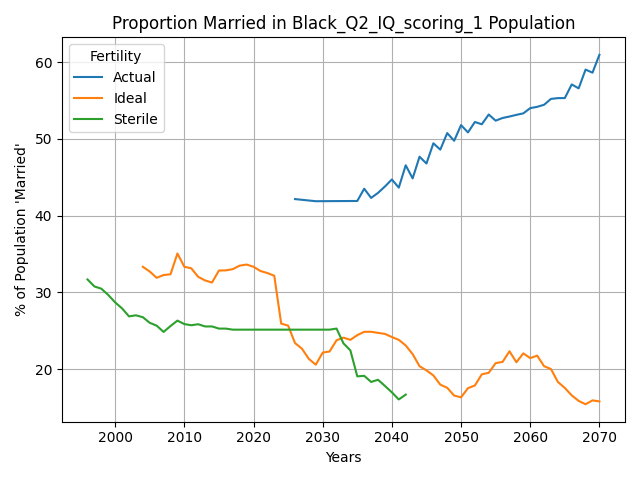 Proportion Married in Black_Q2_IQ_scoring_1 Population
% of Population 'Married'
60
50
40
30
20
Fertility
Actual
Ideal
Sterile
2000 2010 2020 2030 2040 2050 2060 2070
Years